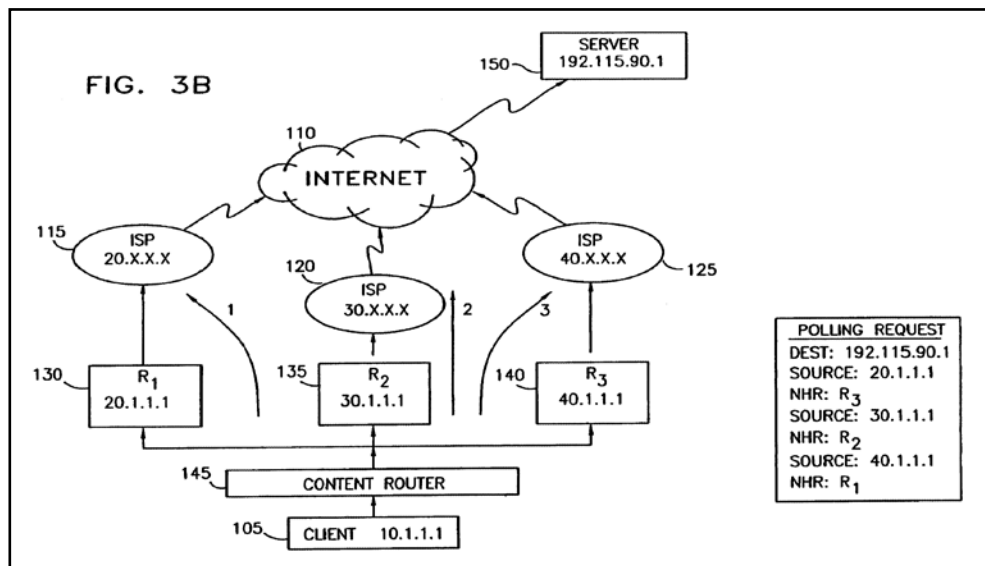 FIG. 3B
SERVER
192.115.90.1
150
110
INTERNET
115
ISP
20.X.X.X
120
ISP
30.X.X.X
ISP
40.X.X.X
125
1
2
3
130
R1
20.1.1.1
135
R2
30.1.1.1
140
R3
40.1.1.1
145
CONTENT ROUTER
105
CLIENT 10.1.1.1
POLLING REQUEST
DEST: 192.115.90.1
SOURCE: 20.1.1.1
NHR: R3
SOURCE: 30.1.1.1
NHR: R2
SOURCE: 40.1.1.1
NHR: R1